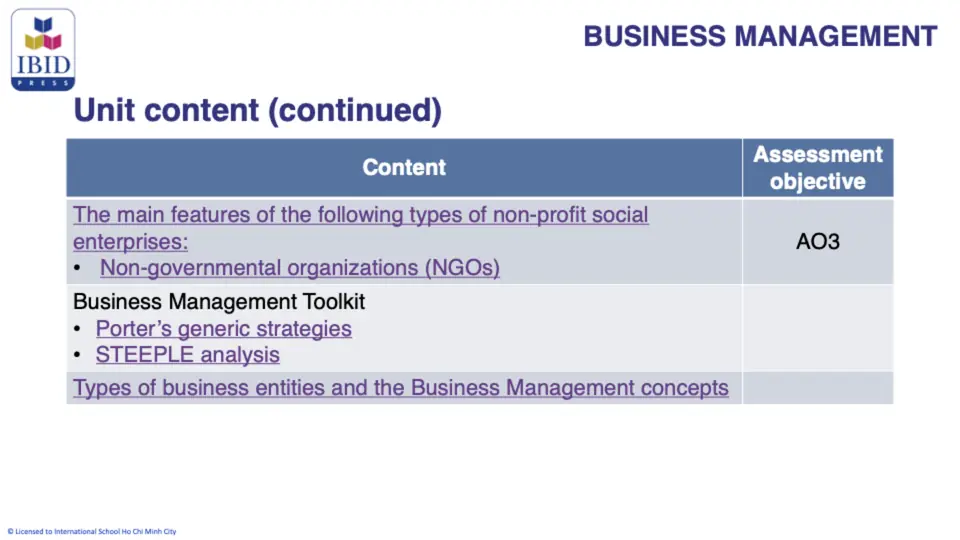 IBID
PRESS
BUSINESS MANAGEMENT
Unit content (continued)
Content
Assessment
objective
The main features of the following types of non-profit social
enterprises:
• Non-governmental organizations (NGOs)
AO3
Business Management Toolkit
• Porter’s generic strategies
• STEEPLE analysis
Types of business entities and the Business Management concepts
© Licensed to International School Ho Chi Minh City